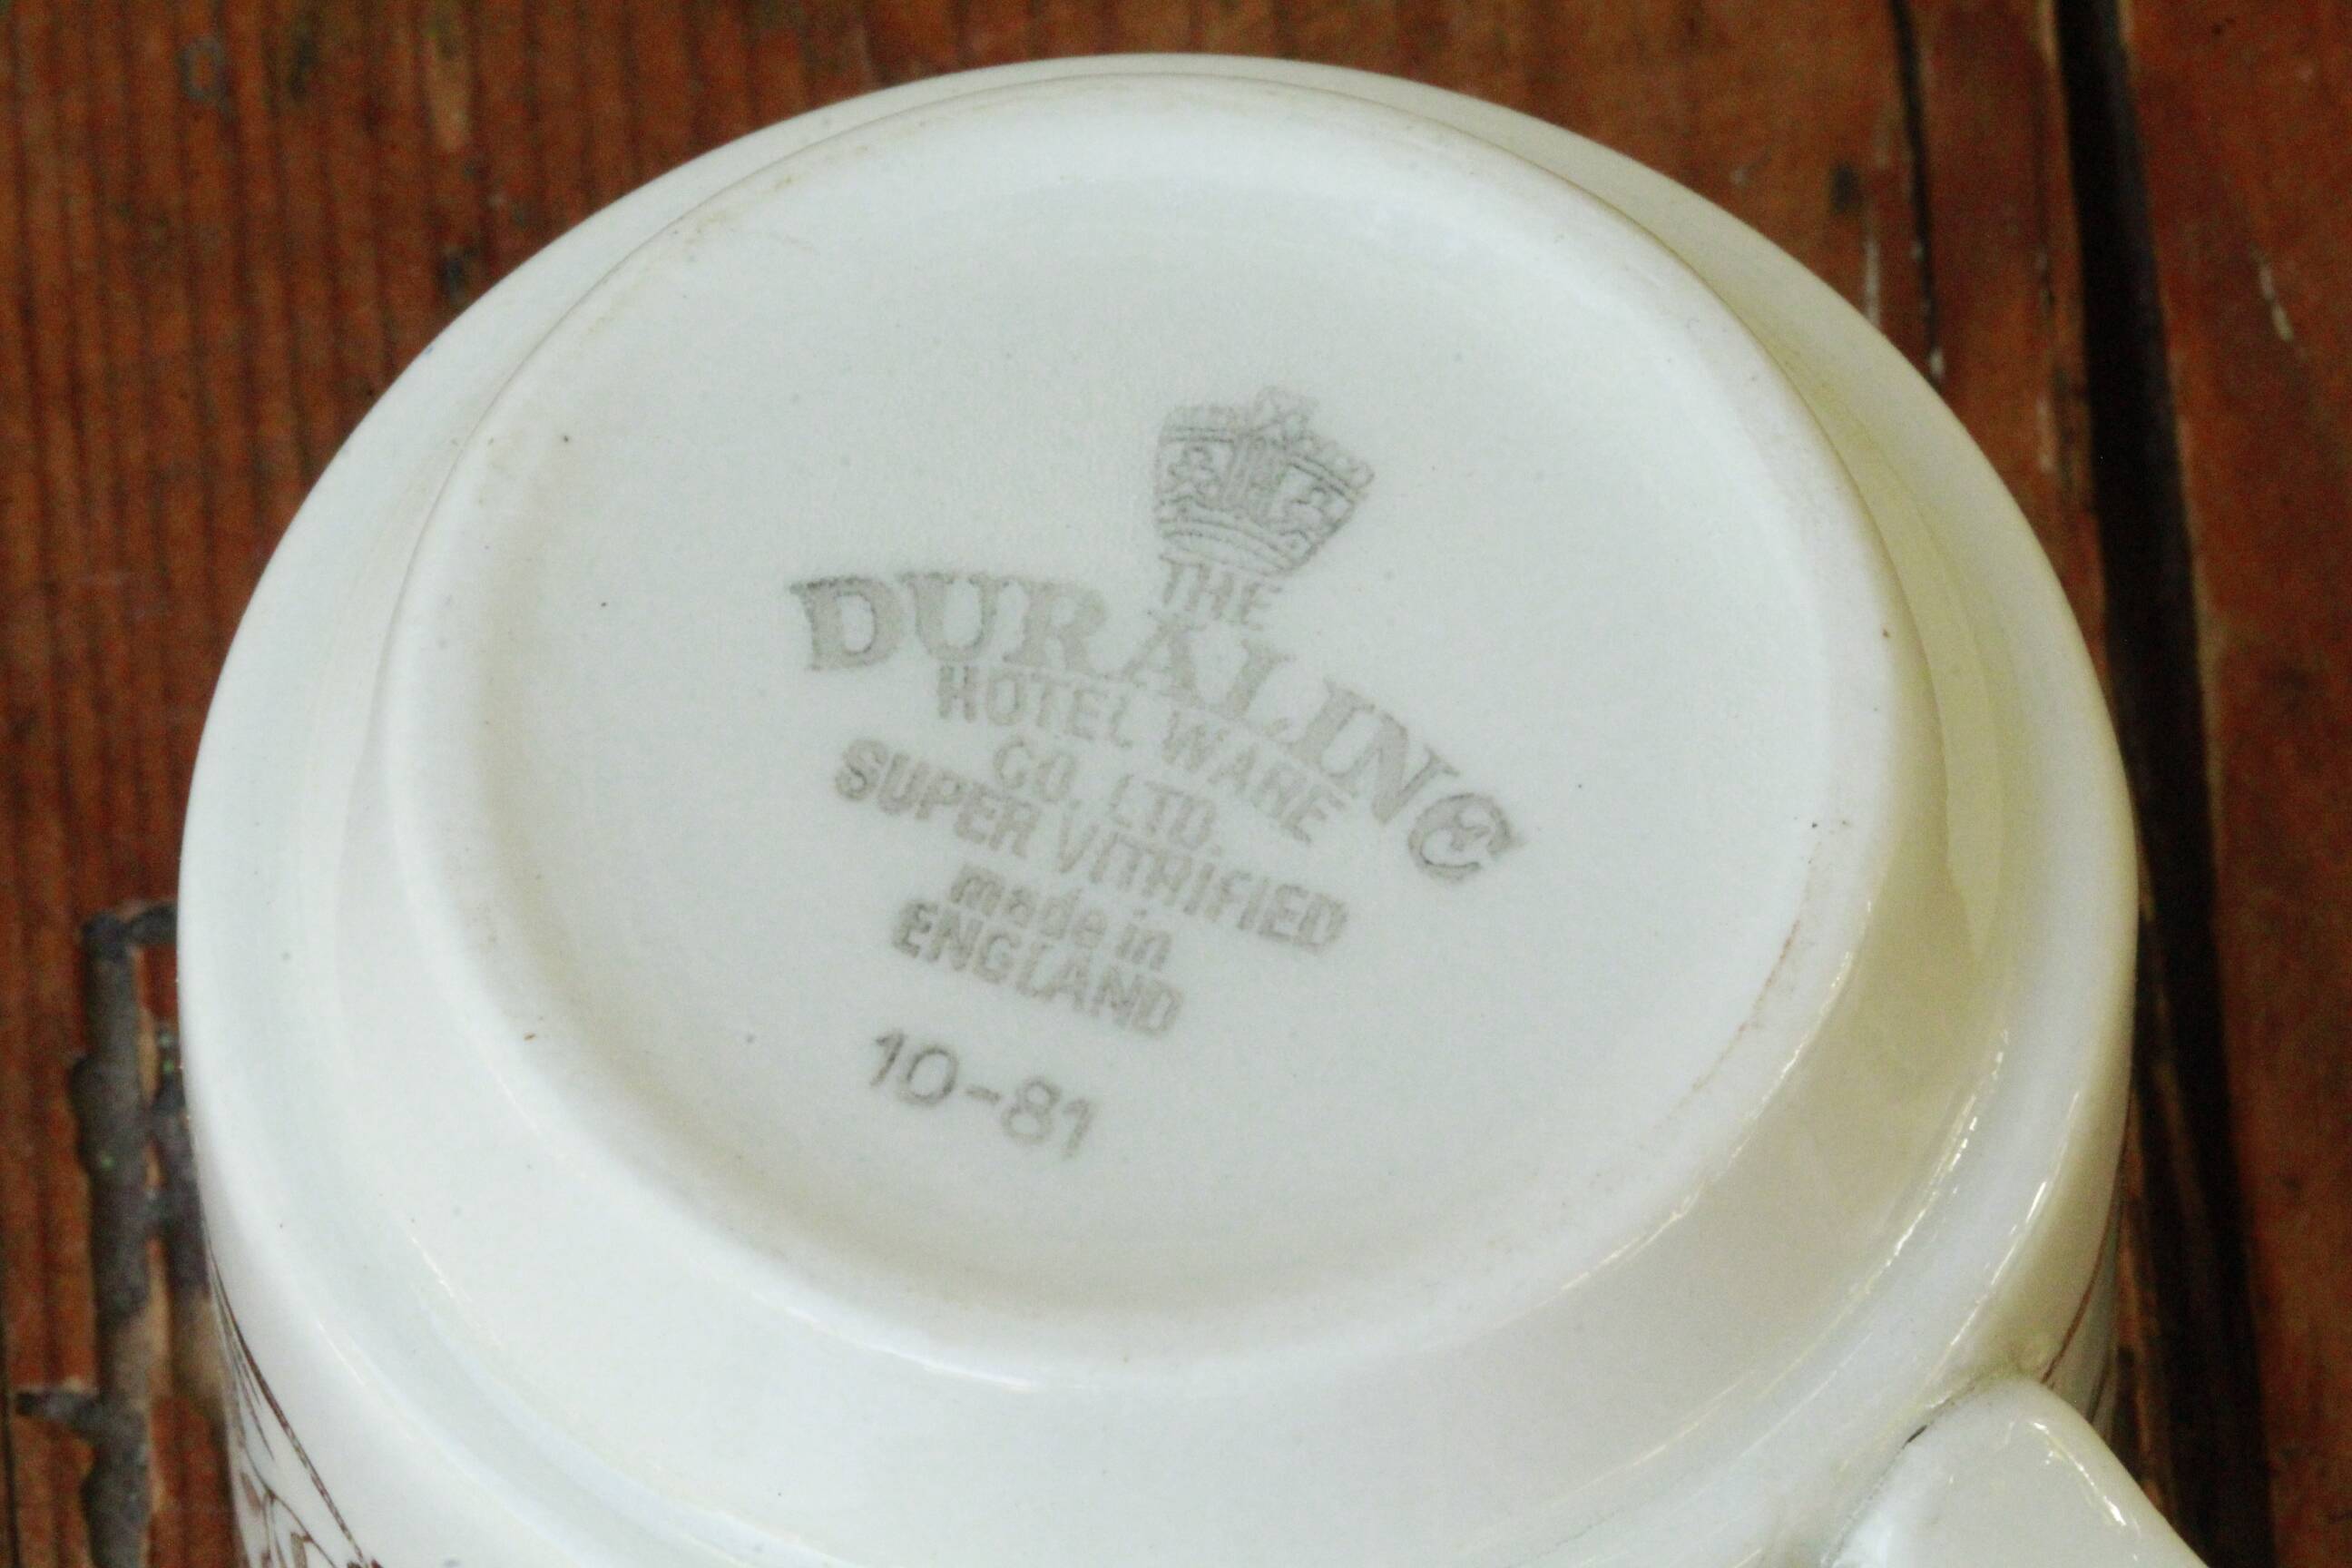 THE
DURALINE
HOTEL WARE
CO. LTD.
SUPER VITRIFIED
made in
ENGLAND
10-81